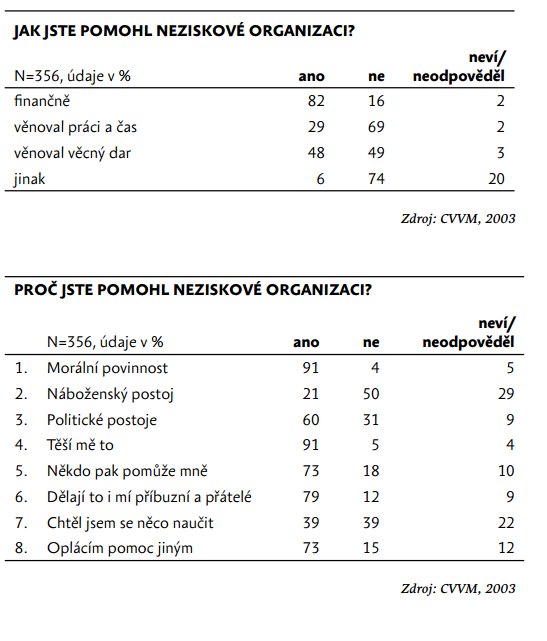 JAK JSTE POMOHL NEZISKOVÉ ORGANIZACI?
neví/
N=356, údaje v % ano ne neodpověděl
finančně 82 16 2
věnoval práci a čas 29 69 2
věnoval věcný dar 48 49 3
jinak 6 74 20
Zdroj: CVVM, 2003
PROČ JSTE POMOHL NEZISKOVÉ ORGANIZACI?
neví/
N=356, údaje v % ano ne neodpověděl
1. Morální povinnost 91 4 5
2. Náboženský postoj 21 50 29
3. Politické postoje 60 31 9
4. Těší mě to 91 5 4
5. Někdo pak pomůže mně 73 18 10
6. Dělají to i mí příbuzní a přátelé 79 12 9
7. Chtěl jsem se něco naučit 39 39 22
8. Oplácím pomoc jiným 73 15 12
Zdroj: CVVM, 2003